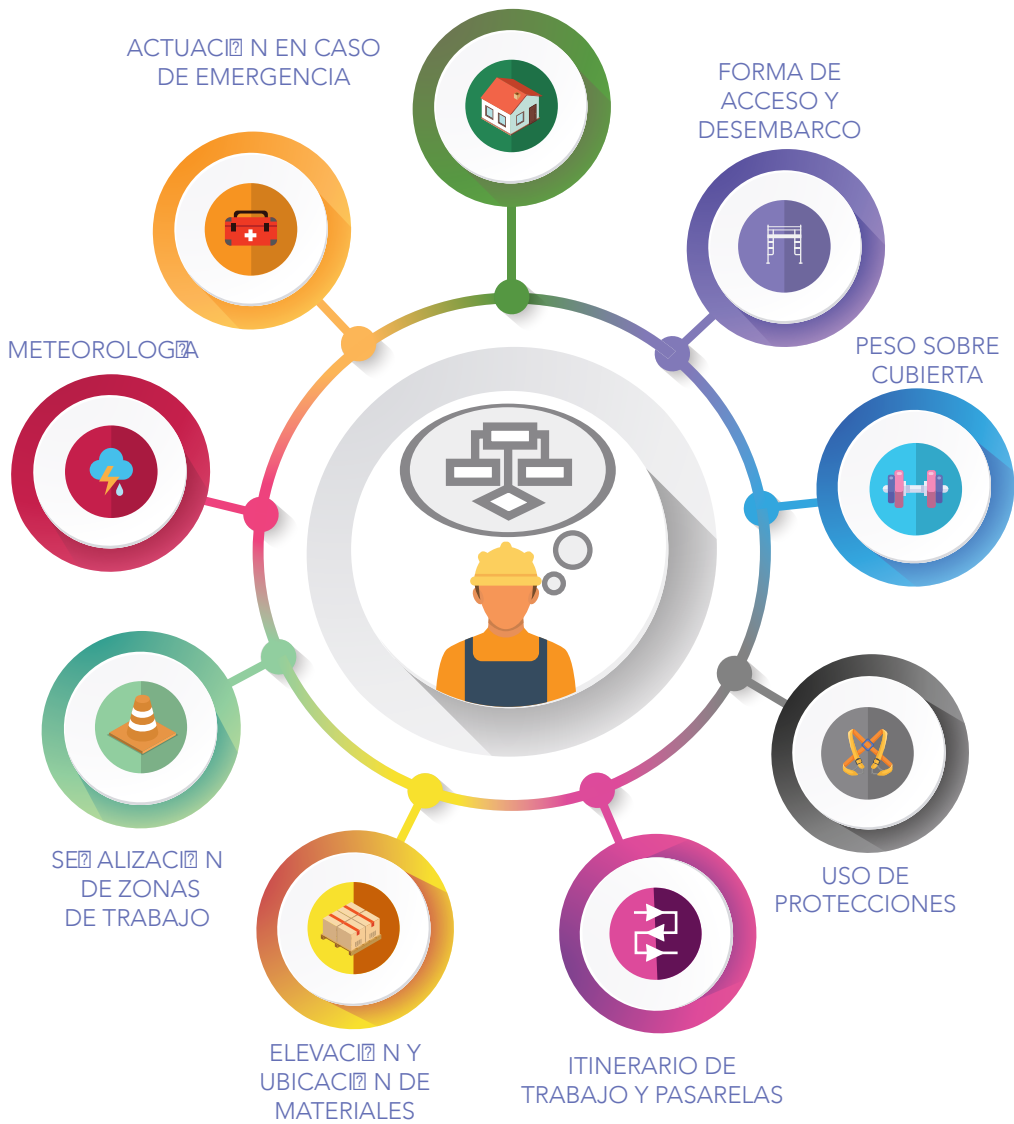 ACTUACI⍰ N EN CASO
DE EMERGENCIA
FORMA DE
ACCESO Y
DESEMBARCO
METEOROLOG⍰A
PESO SOBRE
CUBIERTA
SE⍰ ALIZACI⍰ N
DE ZONAS
DE TRABAJO
USO DE
PROTECCIONES
ELEVACI⍰ N Y
UBICACI⍰ N DE
MATERIALES
ITINERARIO DE
TRABAJO Y PASARELAS